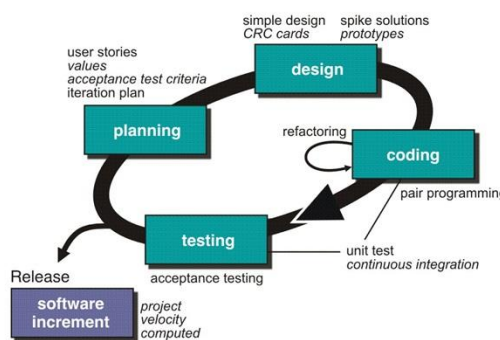 simple design
CRC cards
spike solutions
prototypes
user stories
values
acceptance test criteria
iteration plan
design
planning
refactoring
coding
pair programming
testing
unit test
continuous integration
acceptance testing
Release
software
increment
project
velocity
computed